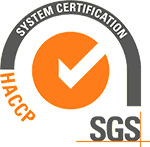 SYSTEM CERTIFICATION
HACCP
SGS